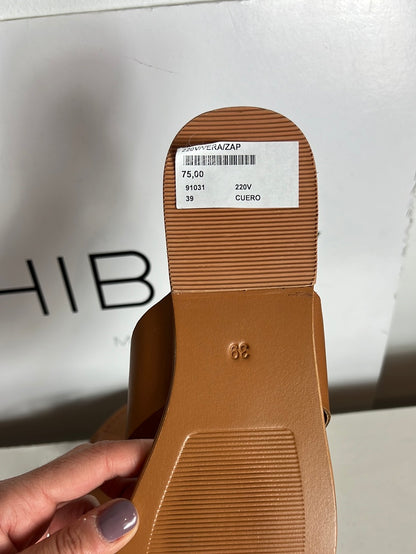 220V/VERA/ZAP
75,00
91031 220V
39 CUERO
HIB
M
39